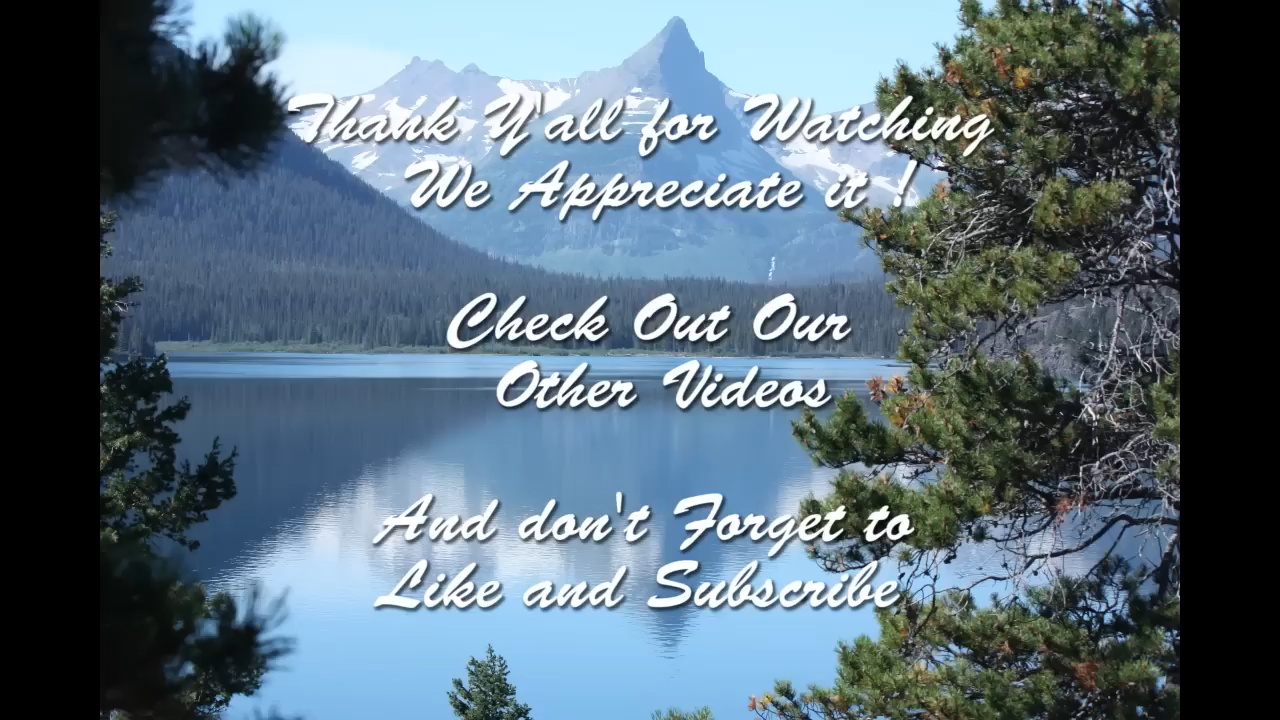 Thank Y'all for Watching
We Appreciate it !
Check Out Our
Other Videos
And don't Forget to
Like and Subscribe